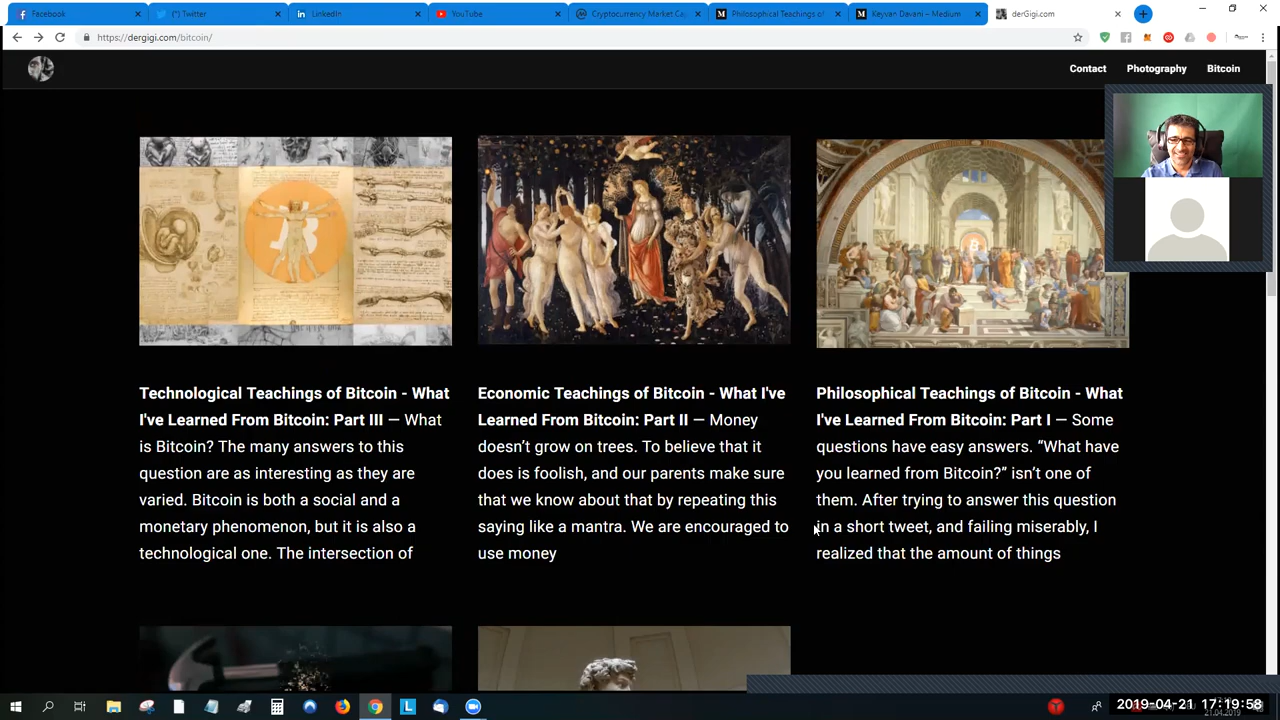 Facebook
(*) Twitter
LinkedIn
YouTube
Cryptocurrency Market Ca
Philosophical Teachings of
Keyvan Davani – Medium
derGigi.com
https://dergigi.com/bitcoin/
Contact
Photography
Bitcoin
Technological Teachings of Bitcoin - What
I've Learned From Bitcoin: Part III — What
is Bitcoin? The many answers to this
question are as interesting as they are
varied. Bitcoin is both a social and a
monetary phenomenon, but it is also a
technological one. The intersection of
Economic Teachings of Bitcoin - What I've
Learned From Bitcoin: Part II — Money
doesn’t grow on trees. To believe that it
does is foolish, and our parents make sure
that we know about that by repeating this
saying like a mantra. We are encouraged to
use money
Philosophical Teachings of Bitcoin - What
I've Learned From Bitcoin: Part I — Some
questions have easy answers. “What have
you learned from Bitcoin?” isn’t one of
them. After trying to answer this question
in a short tweet, and failing miserably, I
realized that the amount of things
2019-04-21 17:19:58